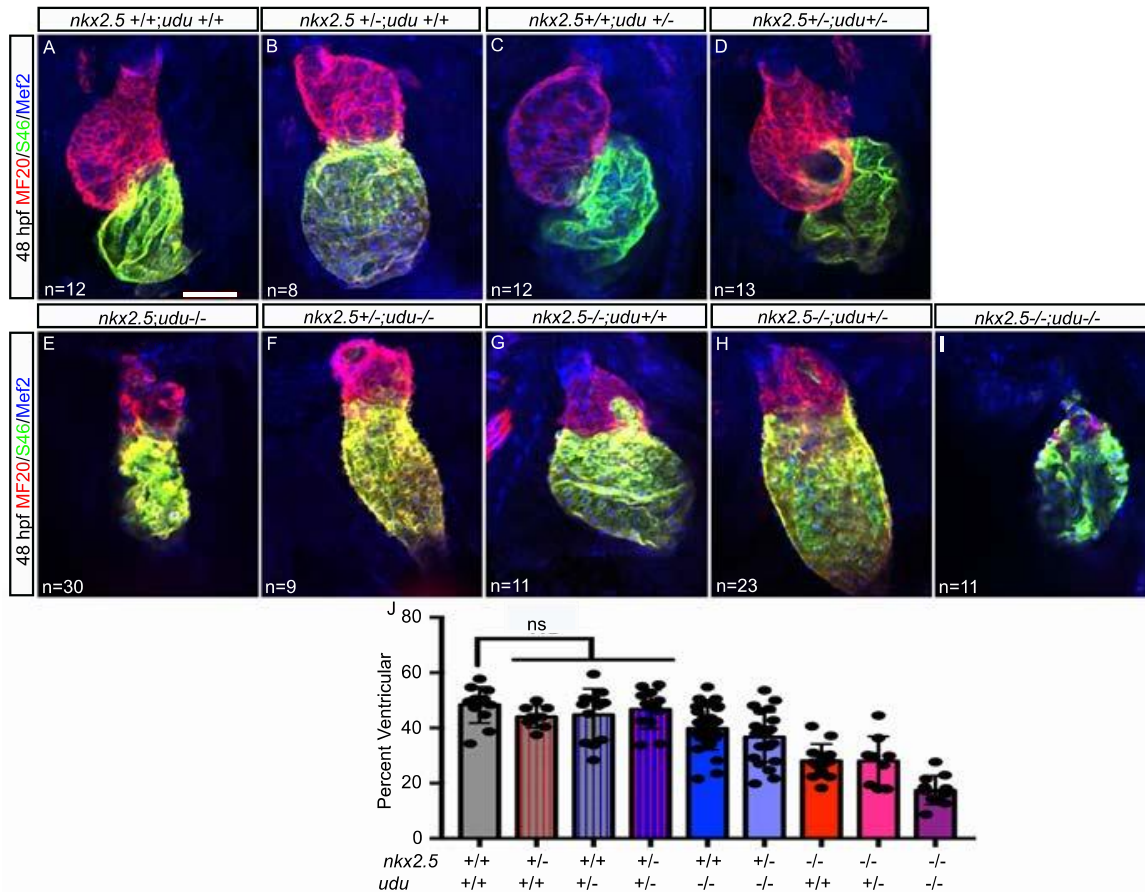 nkx2.5 +/+;udu +/+
nkx2.5 +/-;udu +/+
nkx2.5+/+;udu +/-
nkx2.5+/-;udu+/-
48 hpf MF20/S46/Mef2
A
B
C
D
n=12
n=8
n=12
n=13
nkx2.5;udu-/-
nkx2.5+/-;udu-/-
nkx2.5-/-;udu+/+
nkx2.5-/-;udu+/-
nkx2.5-/-;udu-/-
48 hpf MF20/S46/Mef2
E
F
G
H
I
n=30
n=9
n=11
n=23
n=11
J
Percent Ventricular
80
60
40
20
0
ns
nkx2.5 +/+ +/- +/+ +/- +/+ +/- -/- -/- -/-
udu +/+ +/+ +/- +/- -/- -/- +/+ +/- -/-